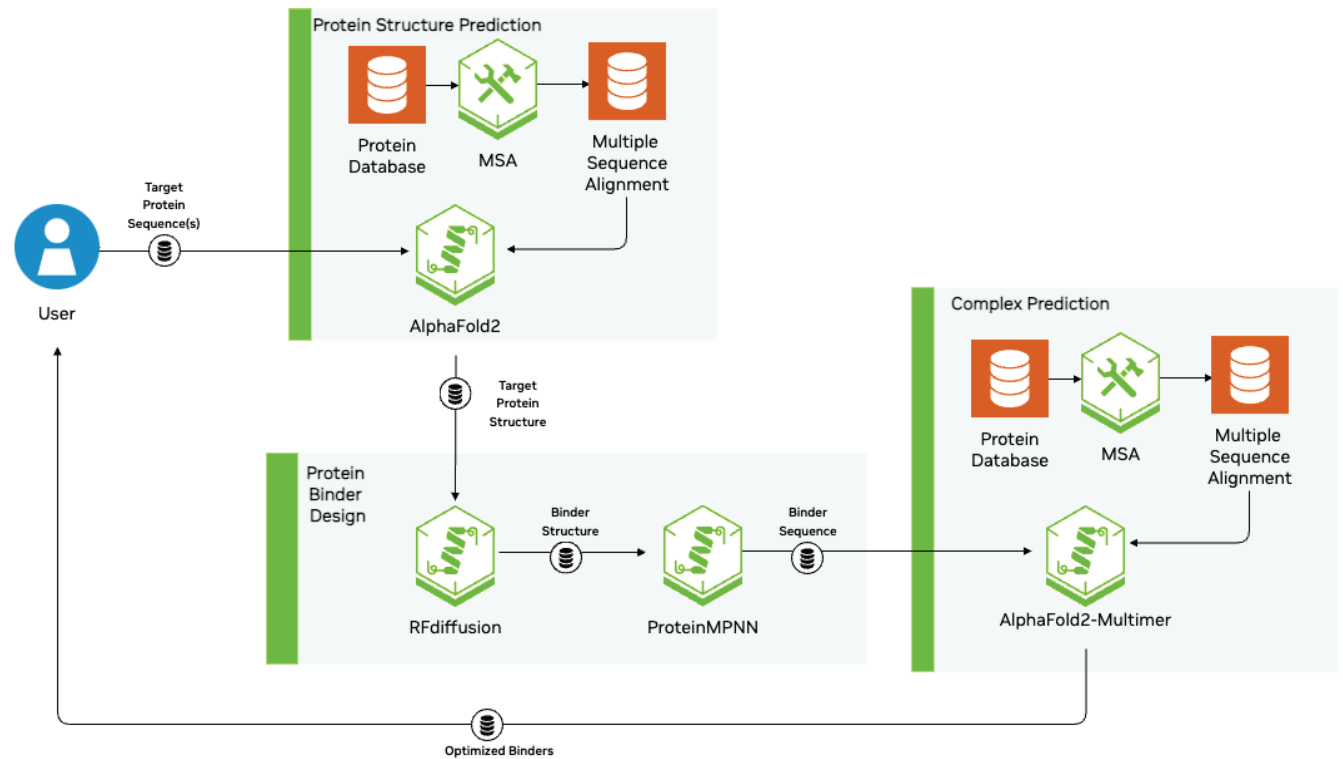 Protein Structure Prediction
Protein
Database
MSA
Multiple
Sequence
Alignment
Target
Protein
Sequence(s)
User
AlphaFold2
Target
Protein
Structure
Complex Prediction
Protein
Database
MSA
Multiple
Sequence
Alignment
Protein
Binder
Design
Binder
Structure
Binder
Sequence
RFdiffusion
ProteinMPNN
AlphaFold2-Multimer
Optimized Binders